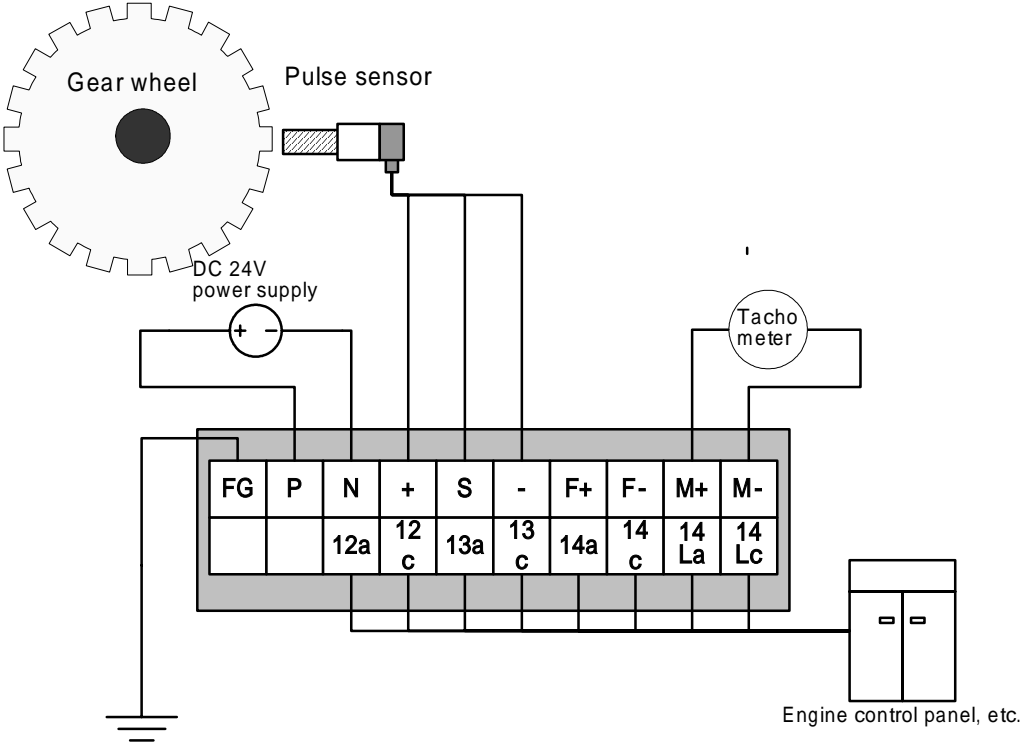 Gear wheel
Pulse sensor
DC 24V
power supply
+ −
Tacho
meter
FG P N + S - F+ F- M+ M-
12a 12 c 13a 13 c 14a 14 c 14 La 14 Lc
Engine control panel, etc.